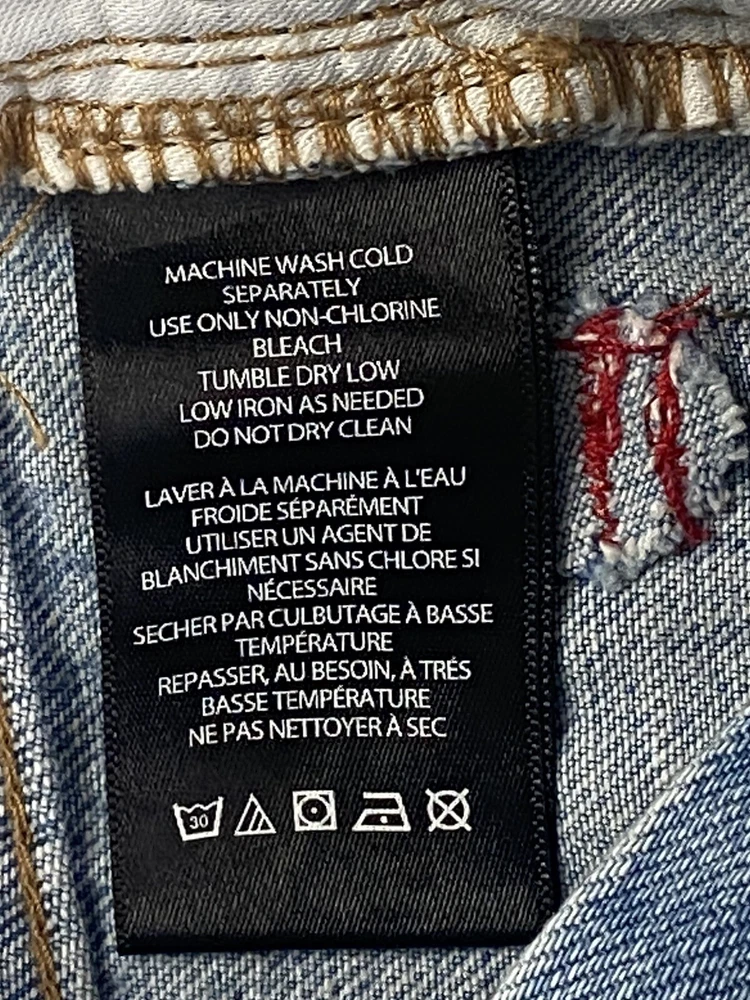 MACHINE WASH COLD
SEPARATELY
USE ONLY NON-CHLORINE
BLEACH
TUMBLE DRY LOW
LOW IRON AS NEEDED
DO NOT DRY CLEAN
LAVER À LA MACHINE À L'EAU
FROIDE SÉPARÉMENT
UTILISER UN AGENT DE
BLANCHIMENT SANS CHLORE SI
NÉCESSAIRE
SECHER PAR CULBUTAGE À BASSE
TEMPÉRATURE
REPASSER, AU BESOIN, À TRÉS
BASSE TEMPÉRATURE
NE PAS NETTOYER À SEC
30